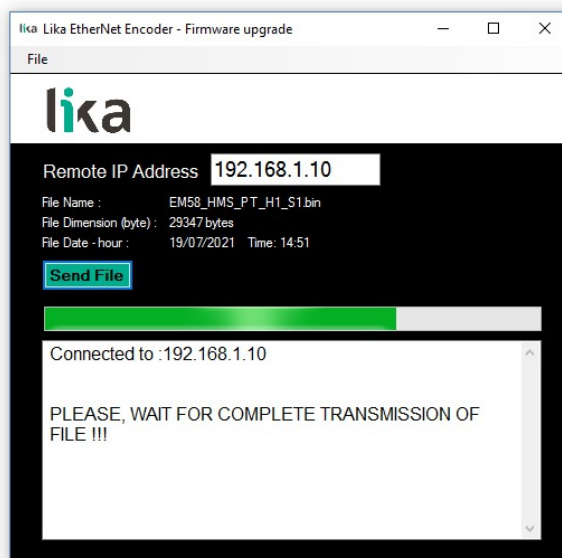 lika Lika EtherNet Encoder - Firmware upgrade
File
lika
Remote IP Address 192.168.1.10
File Name : EM58_HMS_PT_H1_S1.bin
File Dimension (byte) : 29347 bytes
File Date - hour : 19/07/2021 Time: 14:51
Send File
Connected to :192.168.1.10
PLEASE, WAIT FOR COMPLETE TRANSMISSION OF
FILE !!!